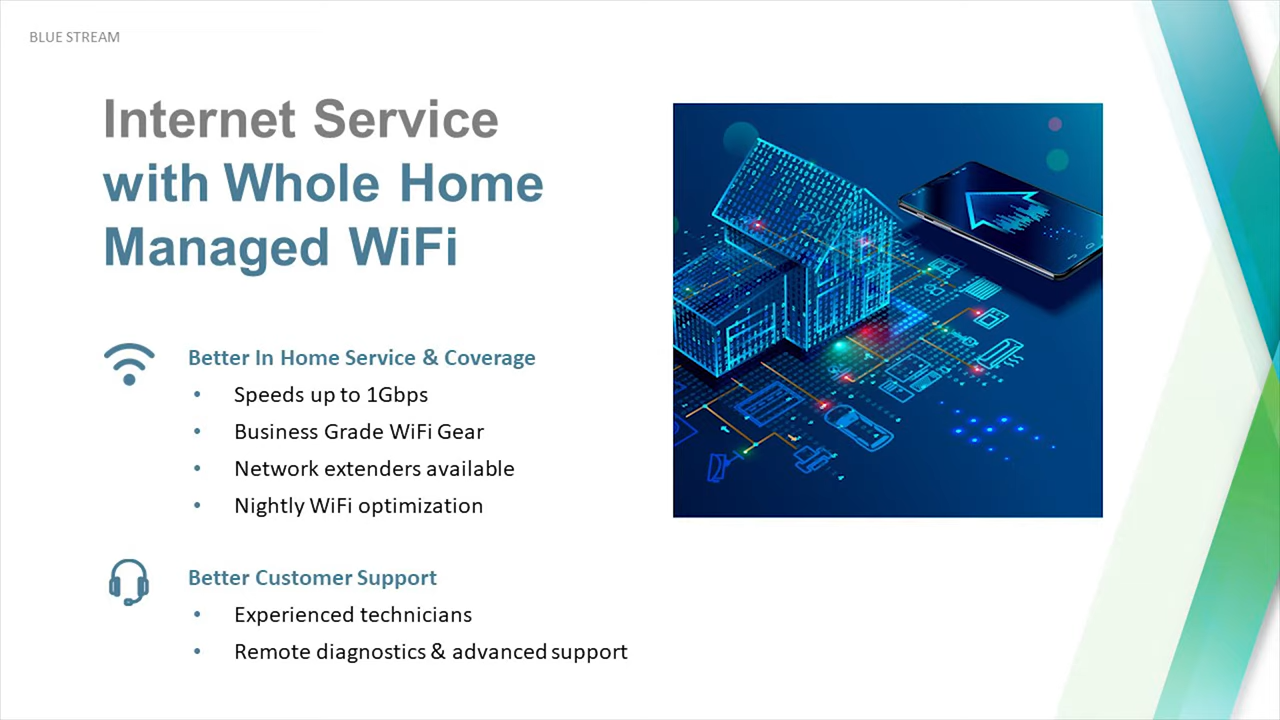 BLUE STREAM
Internet Service
with Whole Home
Managed WiFi
Better In Home Service & Coverage
• Speeds up to 1Gbps
• Business Grade WiFi Gear
• Network extenders available
• Nightly WiFi optimization
Better Customer Support
• Experienced technicians
• Remote diagnostics & advanced support